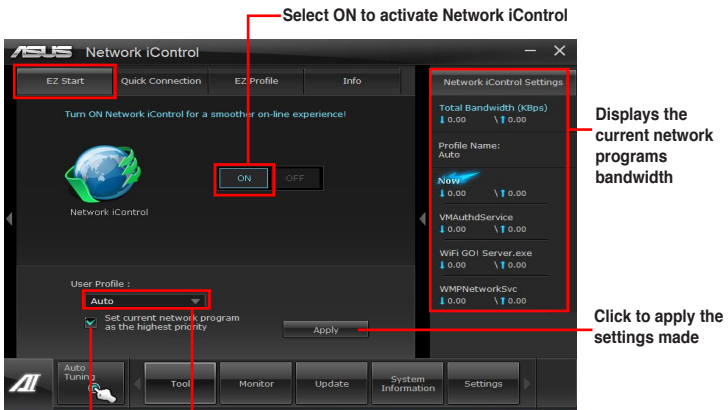 Select ON to activate Network iControl
ASUS Network iControl
EZ Start
Quick Connection
EZ Profile
Info
Turn ON Network iControl for a smoother on-line experience!
ON
OFF
Network iControl
User Profile :
Auto
Set current network program
as the highest priority
Apply
Network iControl Settings
Total Bandwidth (KBps)
0.00 \ 0.00
Profile Name:
Auto
Now
0.00 \ 0.00
VMAuthdService
0.00 \ 0.00
WiFi GO! Server.exe
0.00 \ 0.00
WMPNetworkSvc
0.00 \ 0.00
Displays the
current network
programs
bandwidth
Click to apply the
settings made
Auto
Tuning
Tool
Monitor
Update
System
Information
Settings